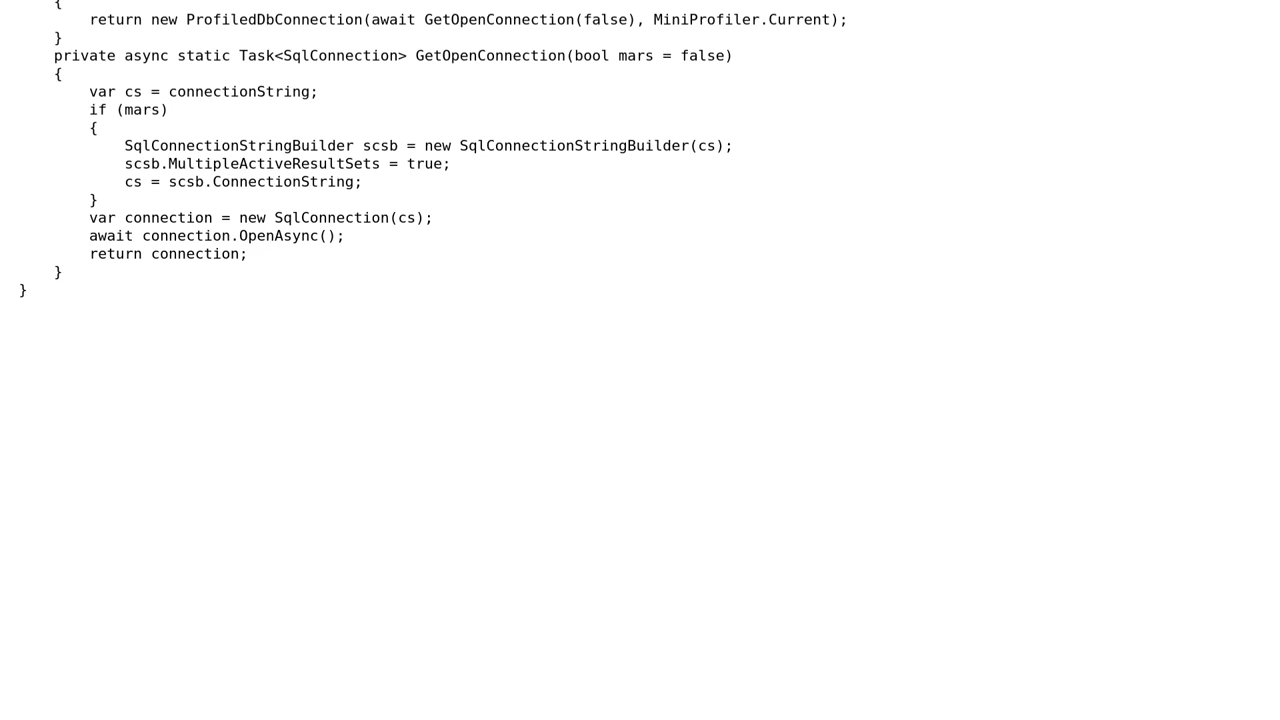 {
        return new ProfiledDbConnection(await GetOpenConnection(false), MiniProfiler.Current);
    }
    private async static Task<SqlConnection> GetOpenConnection(bool mars = false)
    {
        var cs = connectionString;
        if (mars)
        {
            SqlConnectionStringBuilder scsb = new SqlConnectionStringBuilder(cs);
            scsb.MultipleActiveResultSets = true;
            cs = scsb.ConnectionString;
        }
        var connection = new SqlConnection(cs);
        await connection.OpenAsync();
        return connection;
    }
}